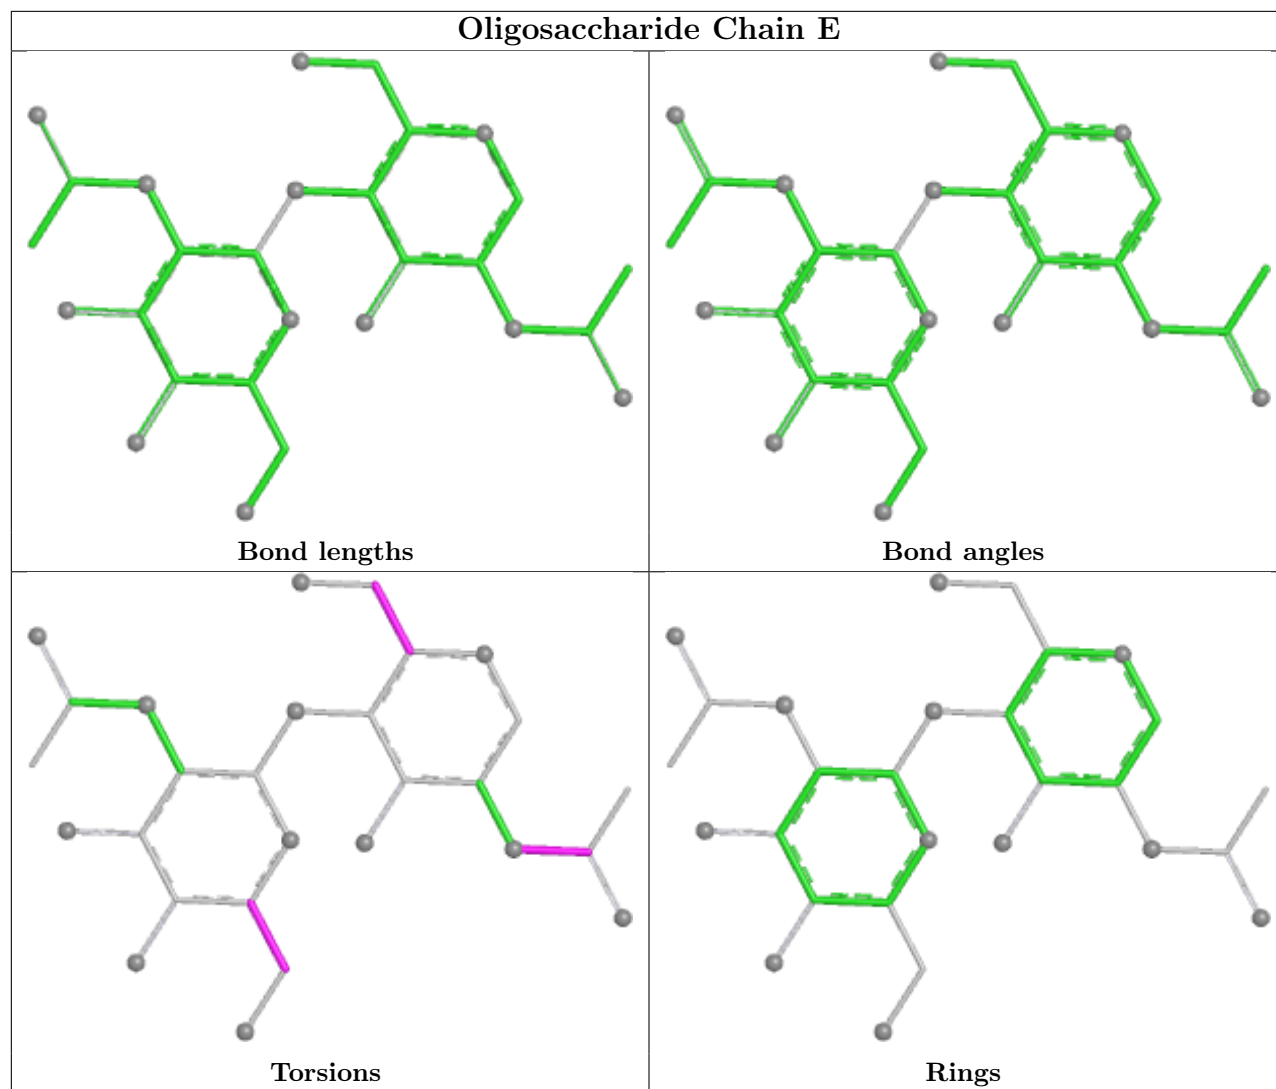 Oligosaccharide Chain E
Bond lengths
Bond angles
Torsions
Rings